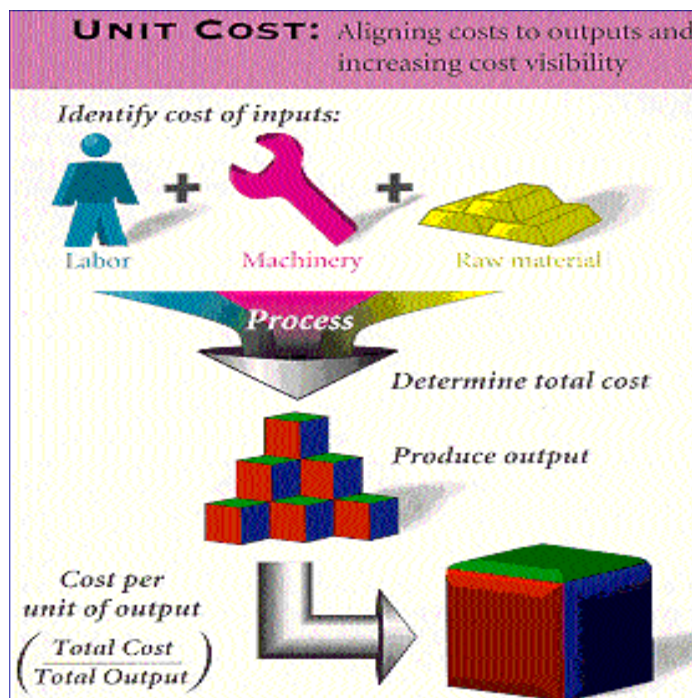 UNIT COST: Aligning costs to outputs and
increasing cost visibility
Identify cost of inputs:
+ +
Labor Machinery Raw material
Process
Determine total cost
Produce output
Cost per
unit of output
(Total Cost
Total Output)